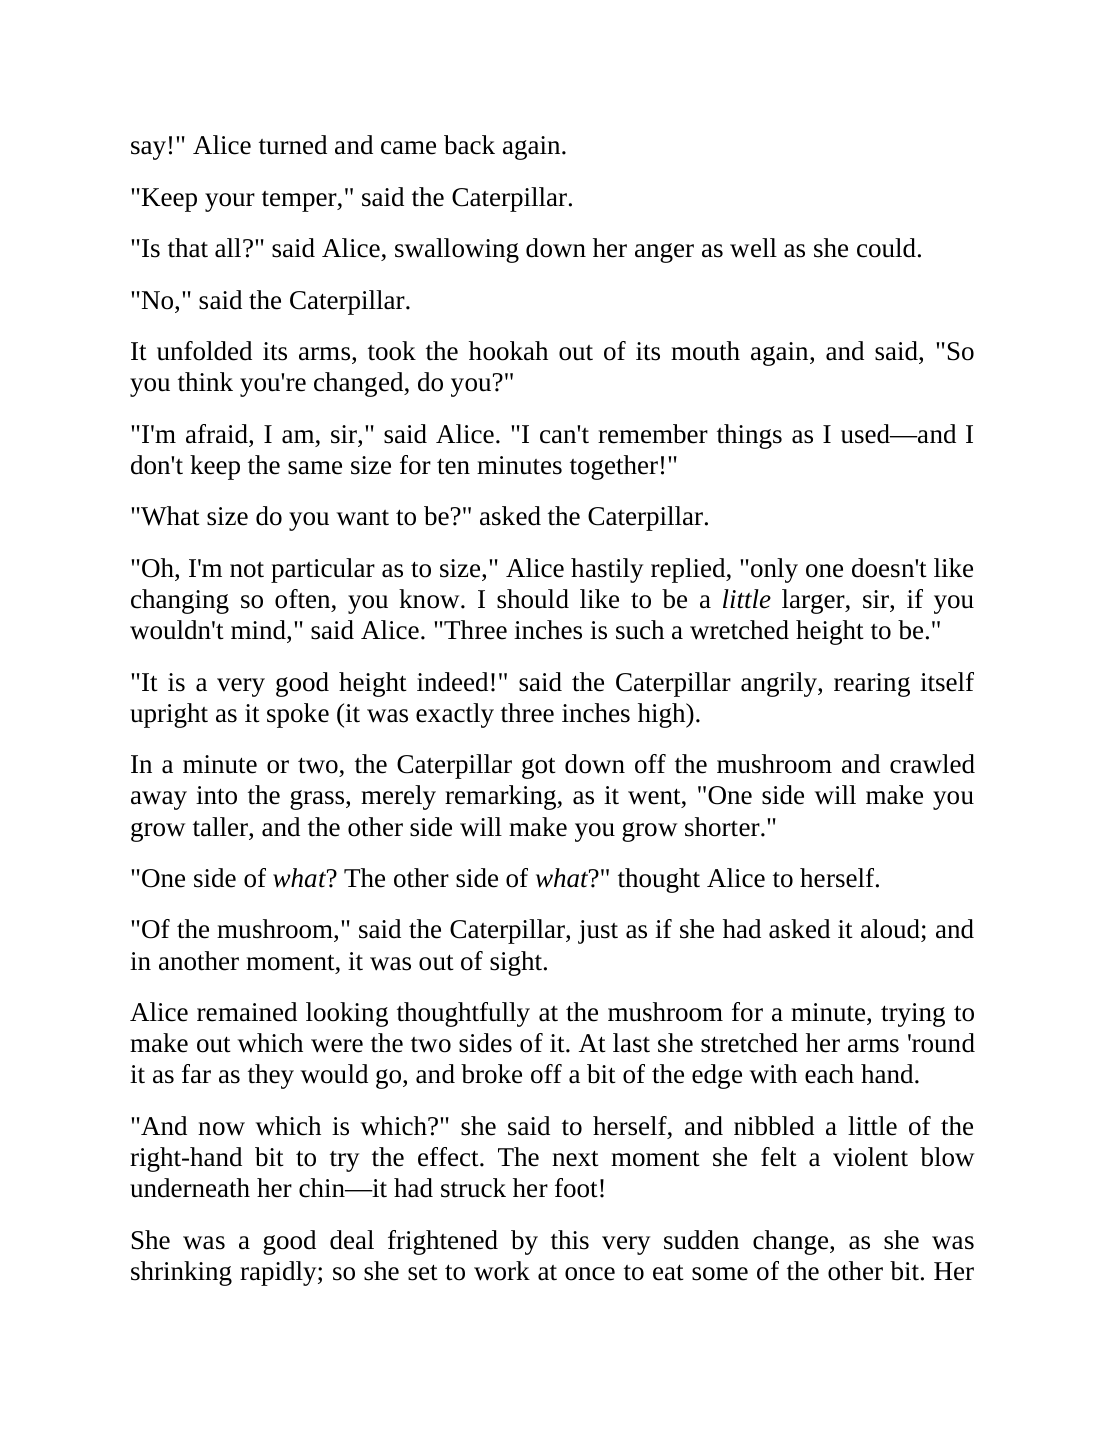 say!" Alice turned and came back again.
"Keep your temper," said the Caterpillar.
"Is that all?" said Alice, swallowing down her anger as well as she could.
"No," said the Caterpillar.
It unfolded its arms, took the hookah out of its mouth again, and said, "So
you think you're changed, do you?"
"I'm afraid, I am, sir," said Alice. "I can't remember things as I used—and I
don't keep the same size for ten minutes together!"
"What size do you want to be?" asked the Caterpillar.
"Oh, I'm not particular as to size," Alice hastily replied, "only one doesn't like
changing so often, you know. I should like to be a little larger, sir, if you
wouldn't mind," said Alice. "Three inches is such a wretched height to be."
"It is a very good height indeed!" said the Caterpillar angrily, rearing itself
upright as it spoke (it was exactly three inches high).
In a minute or two, the Caterpillar got down off the mushroom and crawled
away into the grass, merely remarking, as it went, "One side will make you
grow taller, and the other side will make you grow shorter."
"One side of what? The other side of what?" thought Alice to herself.
"Of the mushroom," said the Caterpillar, just as if she had asked it aloud; and
in another moment, it was out of sight.
Alice remained looking thoughtfully at the mushroom for a minute, trying to
make out which were the two sides of it. At last she stretched her arms 'round
it as far as they would go, and broke off a bit of the edge with each hand.
"And now which is which?" she said to herself, and nibbled a little of the
right-hand bit to try the effect. The next moment she felt a violent blow
underneath her chin—it had struck her foot!
She was a good deal frightened by this very sudden change, as she was
shrinking rapidly; so she set to work at once to eat some of the other bit. Her